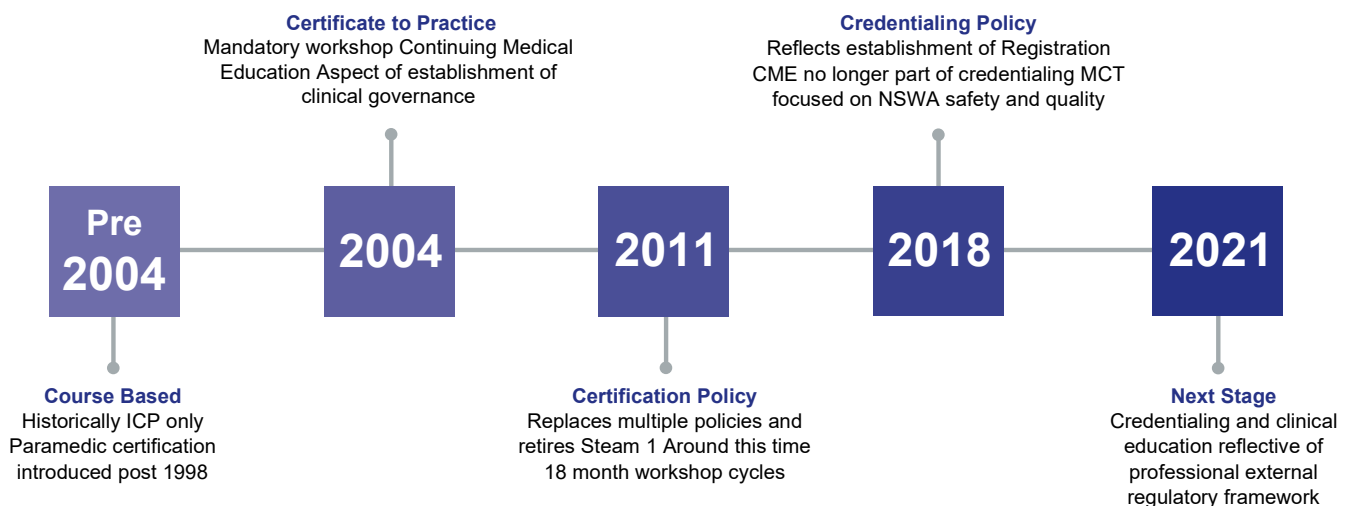 Certificate to Practice
Mandatory workshop Continuing Medical
Education Aspect of establishment of
clinical governance
Credentialing Policy
Reflects establishment of Registration
CME no longer part of credentialing MCT
focused on NSWA safety and quality
Pre
2004
2004
2011
2018
2021
Course Based
Historically ICP only
Paramedic certification
introduced post 1998
Certification Policy
Replaces multiple policies and
retires Steam 1 Around this time
18 month workshop cycles
Next Stage
Credentialing and clinical
education reflective of
professional external
regulatory framework